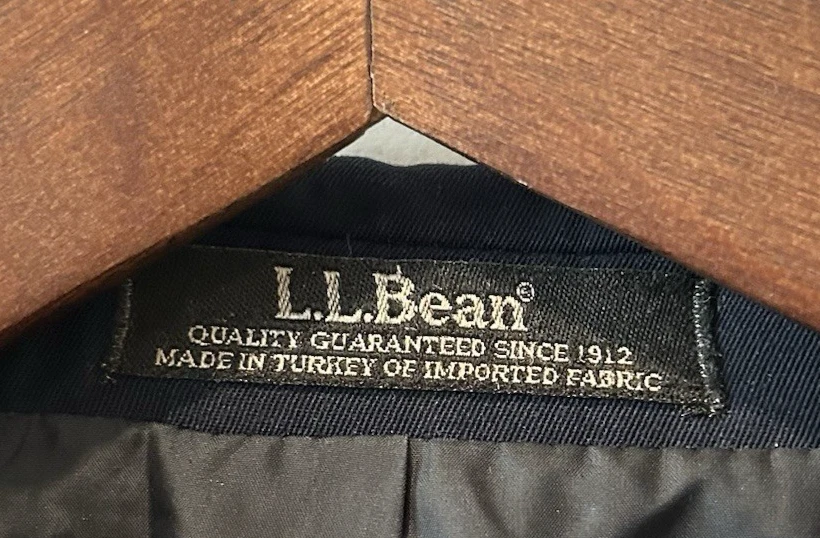 L.L.Bean®
QUALITY GUARANTEED SINCE 1912
MADE IN TURKEY OF IMPORTED FABRIC